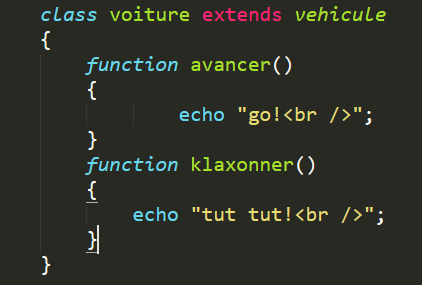 class voiture extends vehicule
{
function avancer()
{
echo "go!<br />";
}
function klaxonner()
{
echo "tut tut!<br />";
}
}